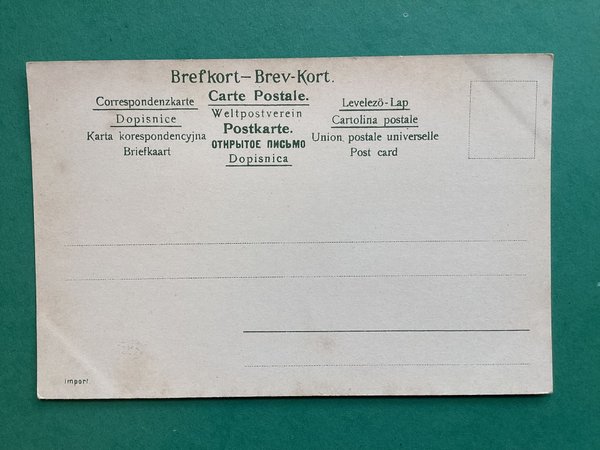 Brefkort—Brev-Kort.
Carte Postale.
Weltpostverein
Postkarte.
ОТКРЫТОЕ ПИСЬМО
Dopisnica
Correspondenzkarte
Dopisnice
Karta korespondencyjna
Briefkaart
Levelező-Lap
Cartolina postale
Union postale universelle
Post card
Import